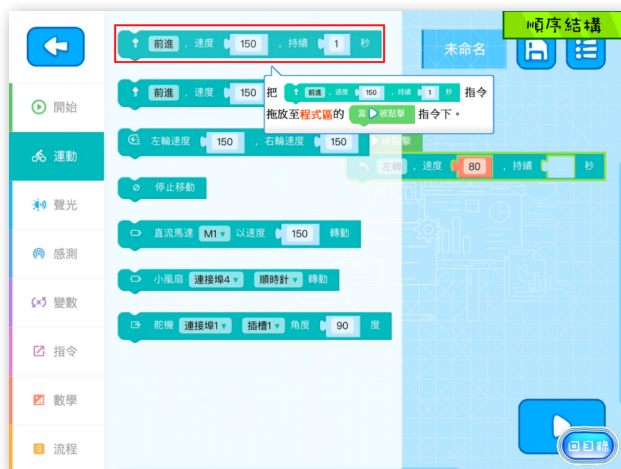 順序結構
前進 , 速度 150 , 持續 1 秒
未命名
前進 , 速度 150
把 前進 , 速度 150 , 持續 1 秒 指令
拖放至程式區的 當 被點擊 指令下。
開始
左輪速度 150 , 右輪速度 150
被點擊
運動
左轉 , 速度 80 , 持續 秒
停止移動
聲光
直流馬達 M1 以速度 150 轉動
感測
小風扇 連接埠4 順時針 轉動
變數
舵機 連接埠1 插槽1 角度 90 度
指令
數學
流程
回目錄